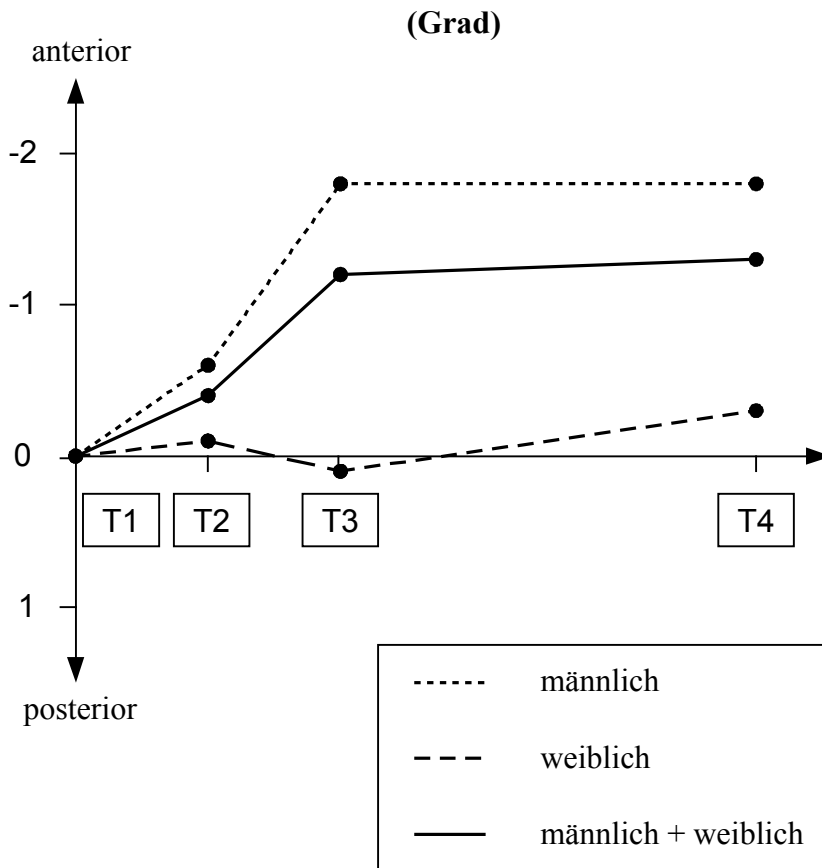 (Grad)
anterior
-2
-1
0
T1 T2 T3 T4
1
posterior
männlich
weiblich
männlich + weiblich